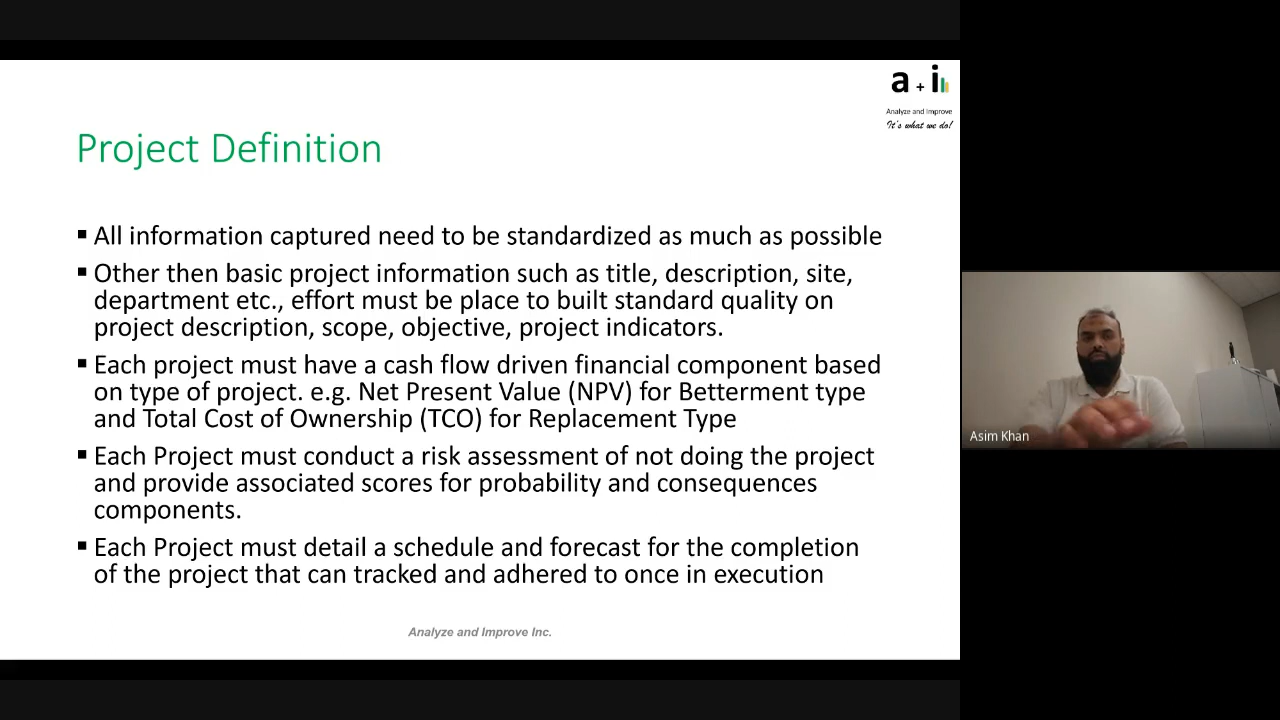 a + i
Analyze and Improve
It's what we do!
Project Definition
▪ All information captured need to be standardized as much as possible
▪ Other then basic project information such as title, description, site,
department etc., effort must be place to built standard quality on
project description, scope, objective, project indicators.
▪ Each project must have a cash flow driven financial component based
on type of project. e.g. Net Present Value (NPV) for Betterment type
and Total Cost of Ownership (TCO) for Replacement Type
▪ Each Project must conduct a risk assessment of not doing the project
and provide associated scores for probability and consequences
components.
▪ Each Project must detail a schedule and forecast for the completion
of the project that can tracked and adhered to once in execution
Analyze and Improve Inc.
Asim Khan